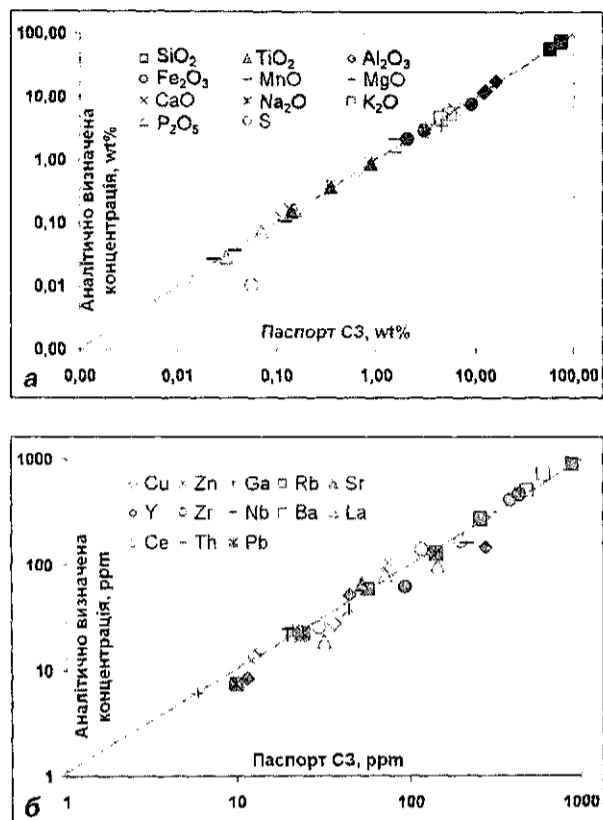 100,00
10,00
1,00
0,10
0,01
0,00
Аналітично визначена
концентрація, wt%
SiO₂ TiO₂ Al₂O₃
Fe₂O₃ MnO MgO
CaO Na₂O K₂O
P₂O₅ S
Паспорт СЗ, wt%
0,00 0,01 0,10 1,00 10,00 100,00
а
1000
100
10
1
Аналітично визначена
концентрація, ppm
Cu Zn Ga Rb Sr
Y Zr Nb Ba La
Ce Th Pb
Паспорт СЗ, ppm
1 10 100 1000
б